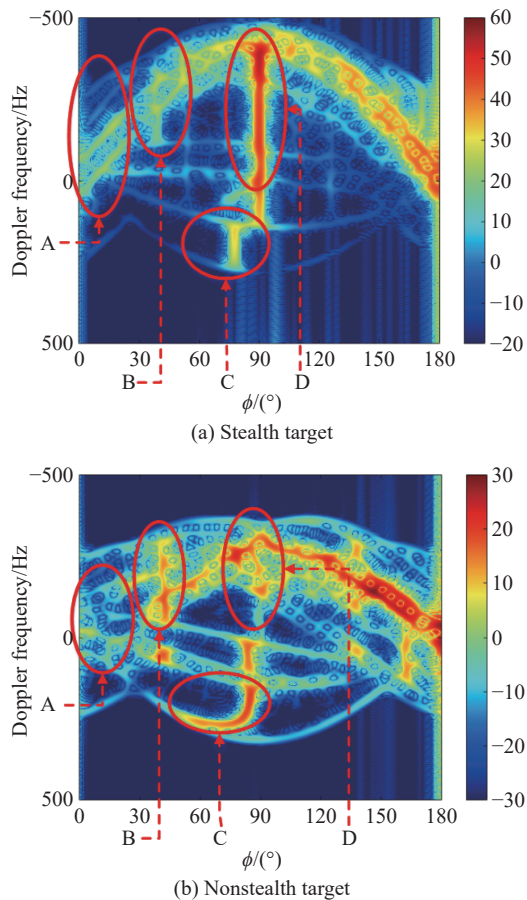 -500
0
500
Doppler frequency/Hz
A
0 30 60 90 120 150 180
B C D
ϕ/(°)
60
50
40
30
20
10
0
−10
−20
(a) Stealth target
-500
0
500
Doppler frequency/Hz
A
0 30 60 90 120 150 180
B C D
ϕ/(°)
30
20
10
0
−10
−20
−30
(b) Nonstealth target